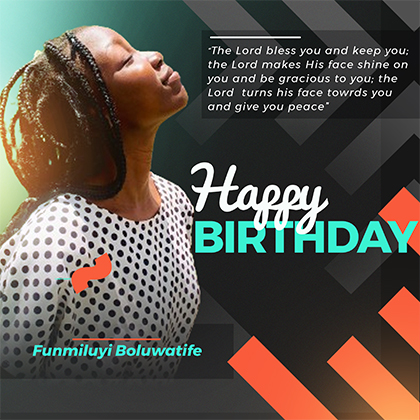 “The Lord bless you and keep you;
the Lord makes His face shine on
you and be gracious to you; the
Lord turns his face towrds you
and give you peace”
Happy
BIRTHDAY
Funmiluyi Boluwatife